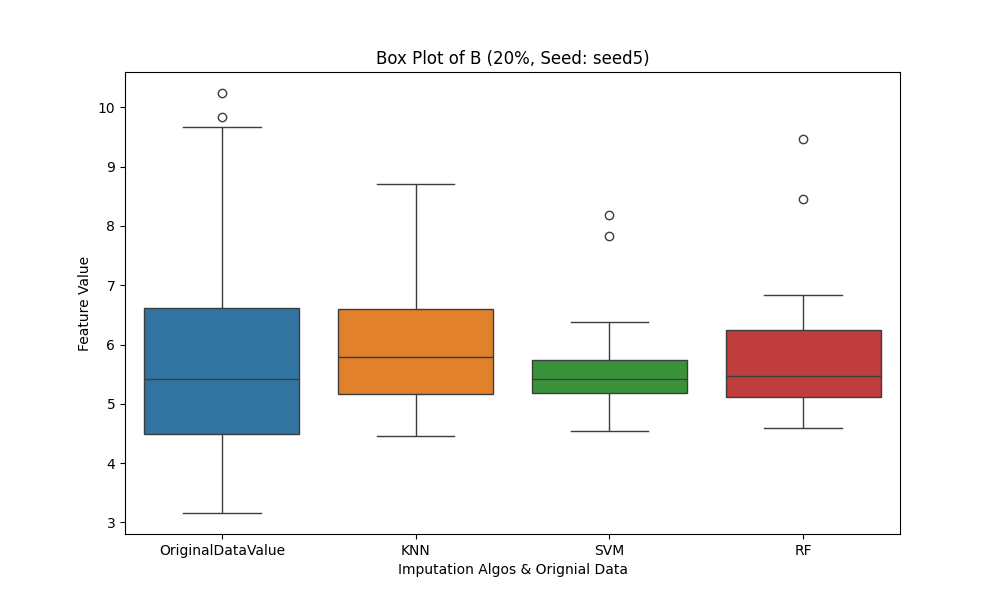 Box Plot of B (20%, Seed: seed5)
10
9
8
7
6
5
4
3
Feature Value
OriginalDataValue
KNN
SVM
RF
Imputation Algos & Orignial Data